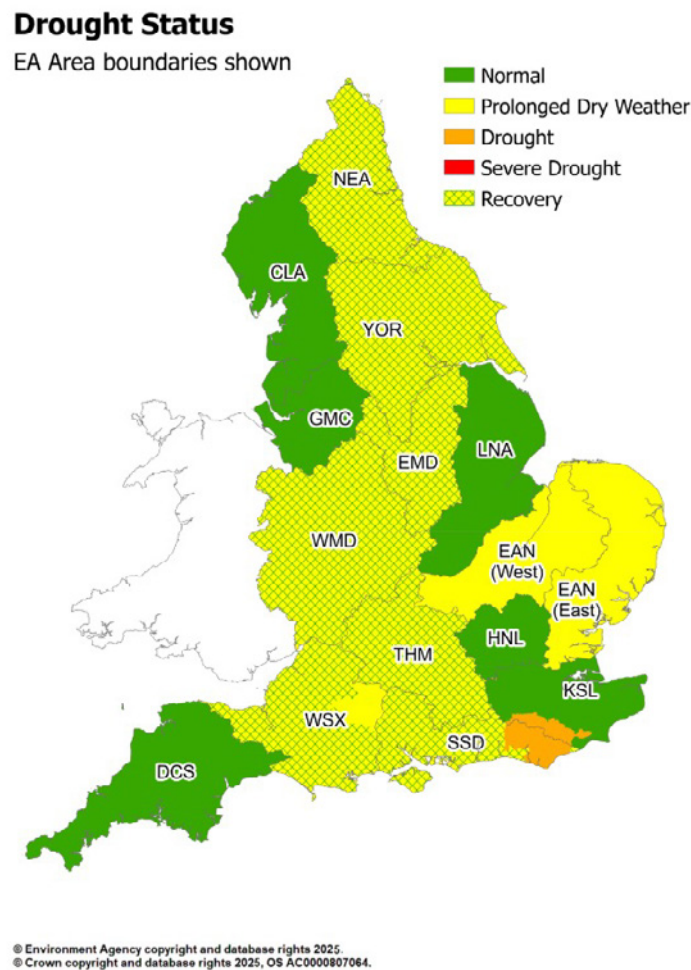 Drought Status
EA Area boundaries shown
Normal
Prolonged Dry Weather
Drought
Severe Drought
Recovery
NEA
CLA
YOR
GMC
EMD
LNA
WMD
EAN
(West)
EAN
(East)
HNL
THM
KSL
WSX
SSD
DCS
© Environment Agency copyright and database rights 2025.
© Crown copyright and database rights 2025, OS AC0000807064.